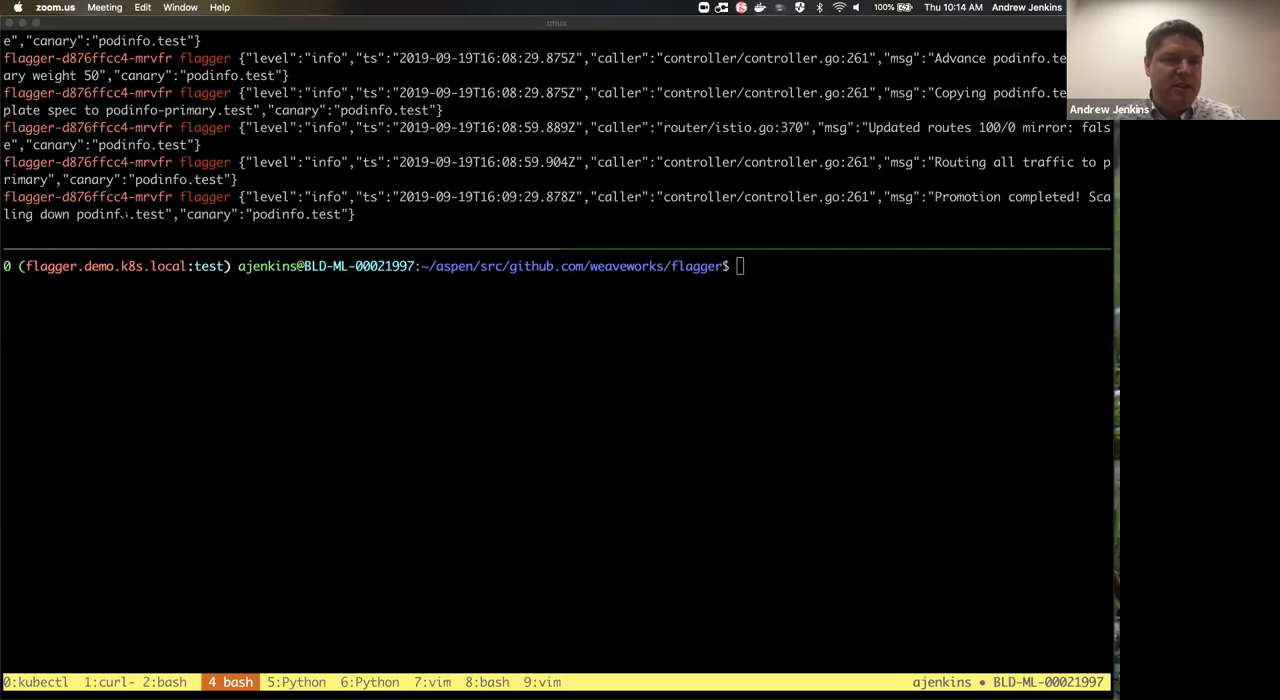 zoom.us Meeting Edit Window Help 100% Thu 10:14 AM Andrew Jenkins
tmux
e","canary":"podinfo.test"}
flagger-d876ffcc4-mrvfr flagger {"level":"info","ts":"2019-09-19T16:08:29.875Z","caller":"controller/controller.go:261","msg":"Advance podinfo.te
ary weight 50","canary":"podinfo.test"}
flagger-d876ffcc4-mrvfr flagger {"level":"info","ts":"2019-09-19T16:08:29.875Z","caller":"controller/controller.go:261","msg":"Copying podinfo.te
plate spec to podinfo-primary.test","canary":"podinfo.test"}
flagger-d876ffcc4-mrvfr flagger {"level":"info","ts":"2019-09-19T16:08:59.889Z","caller":"router/istio.go:370","msg":"Updated routes 100/0 mirror: fals
e","canary":"podinfo.test"}
flagger-d876ffcc4-mrvfr flagger {"level":"info","ts":"2019-09-19T16:08:59.904Z","caller":"controller/controller.go:261","msg":"Routing all traffic to p
rimary","canary":"podinfo.test"}
flagger-d876ffcc4-mrvfr flagger {"level":"info","ts":"2019-09-19T16:09:29.878Z","caller":"controller/controller.go:261","msg":"Promotion completed! Sca
ling down podinfo.test","canary":"podinfo.test"}
Andrew Jenkins
0 (flagger.demo.k8s.local:test) ajenkins@BLD-ML-00021997:~/aspen/src/github.com/weaveworks/flagger$
0:kubectl 1:curl- 2:bash 4 bash 5:Python 6:Python 7:vim 8:bash 9:vim ajenkins • BLD-ML-00021997